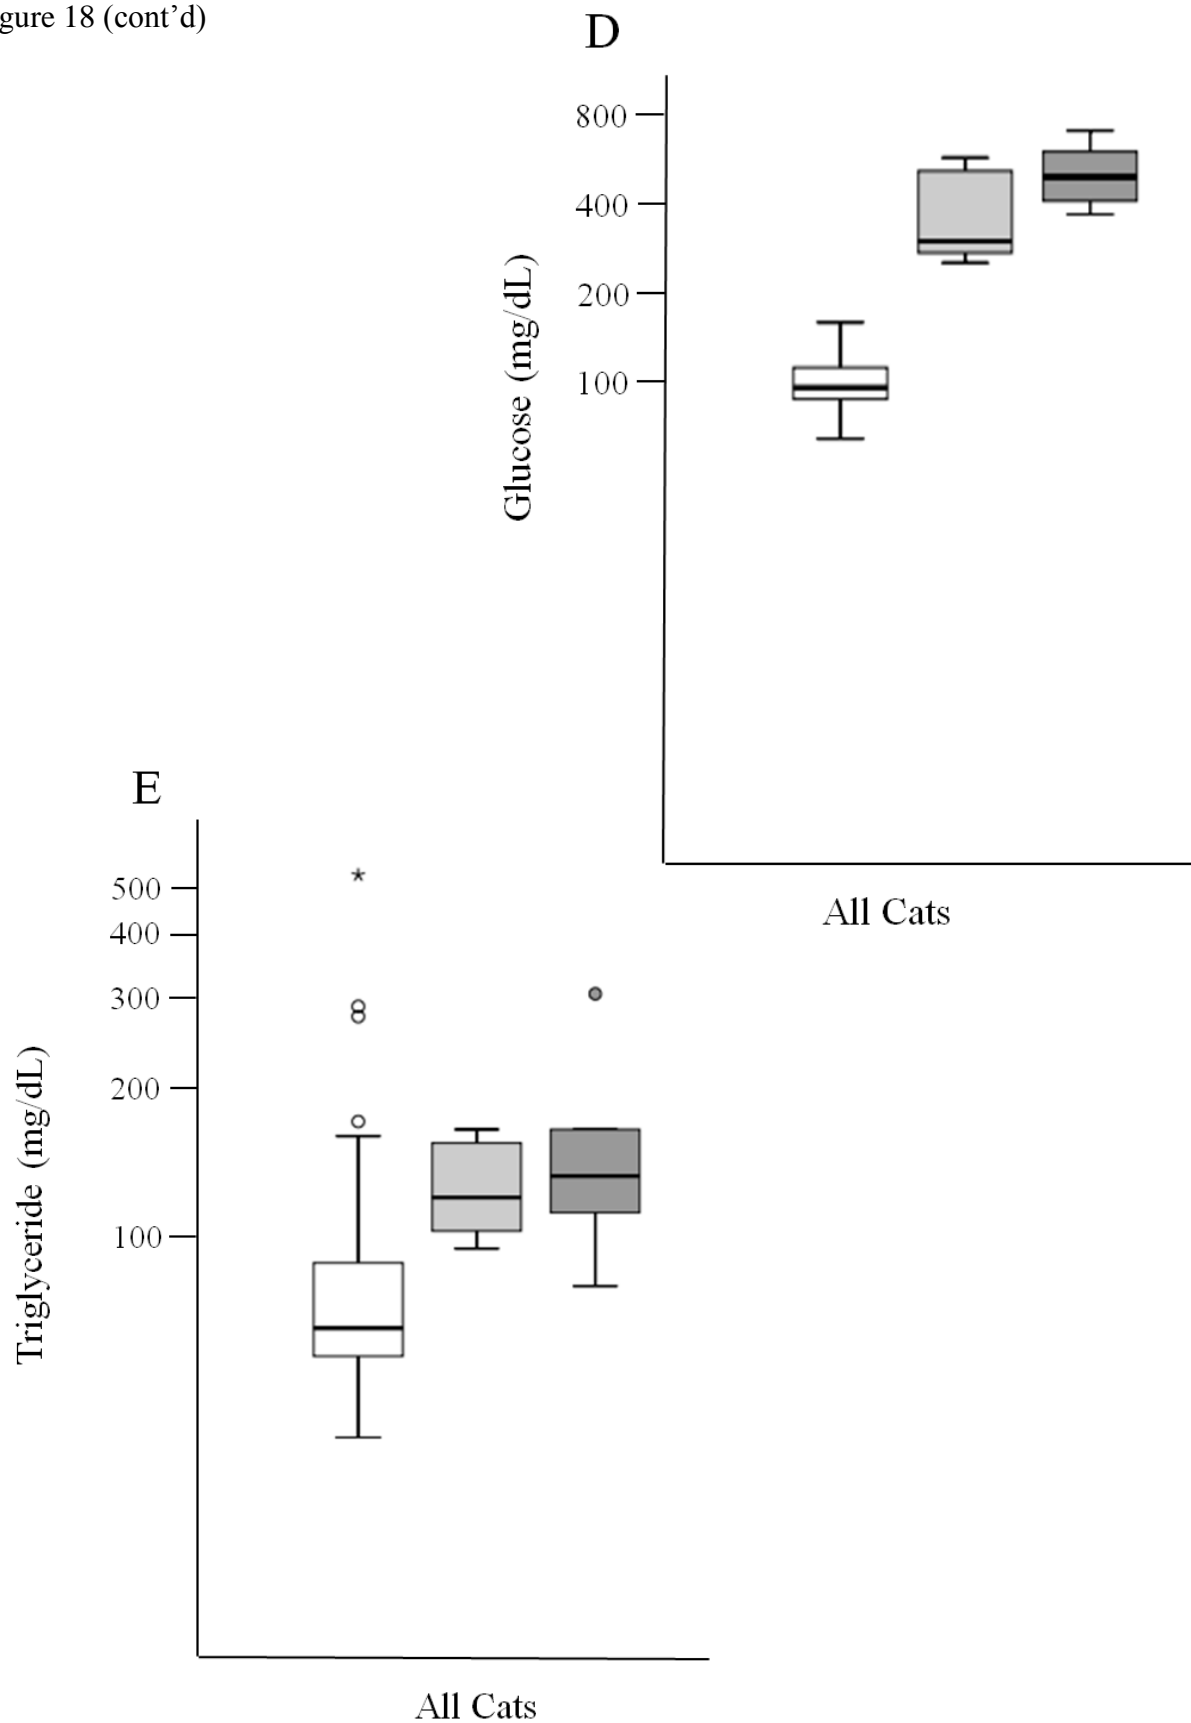 gure 18 (cont’d)
D
800
400
200
100
Glucose (mg/dL)
All Cats
E
*
500
400
300
200
100
Triglyceride (mg/dL)
All Cats